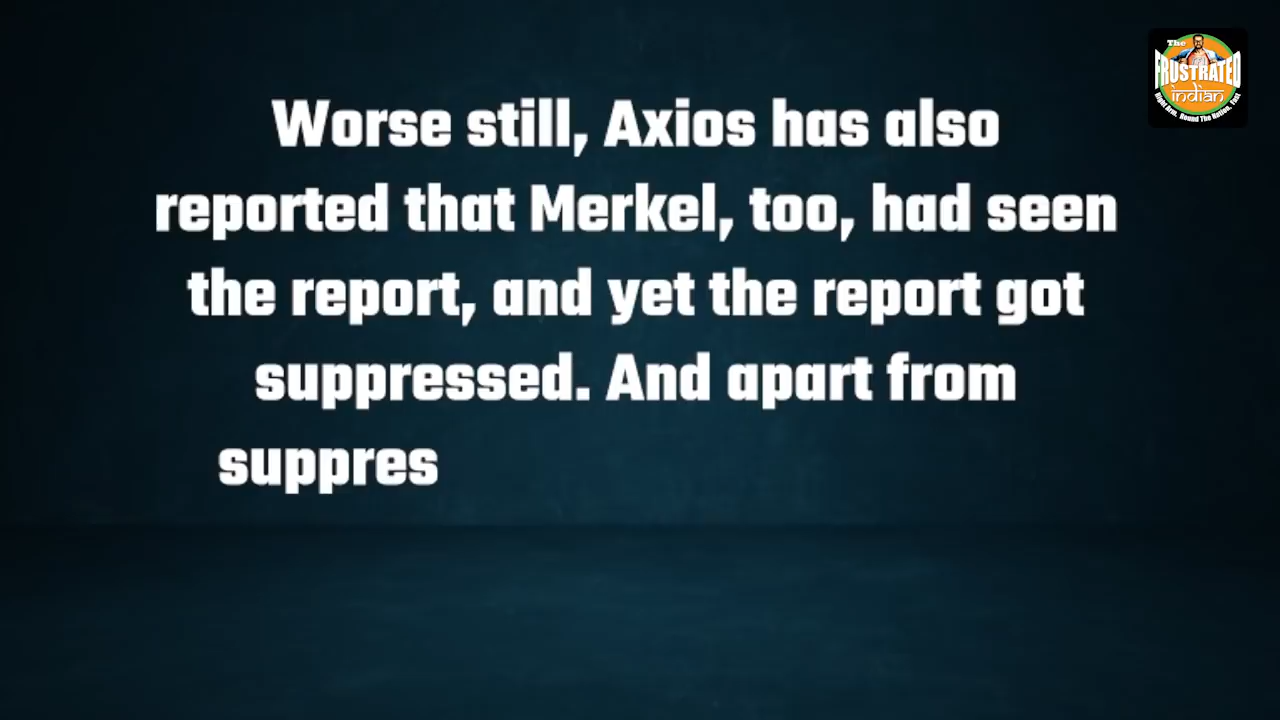 The
FRUSTRATED
indian
Worse still, Axios has also
reported that Merkel, too, had seen
the report, and yet the report got
suppressed. And apart from
suppres